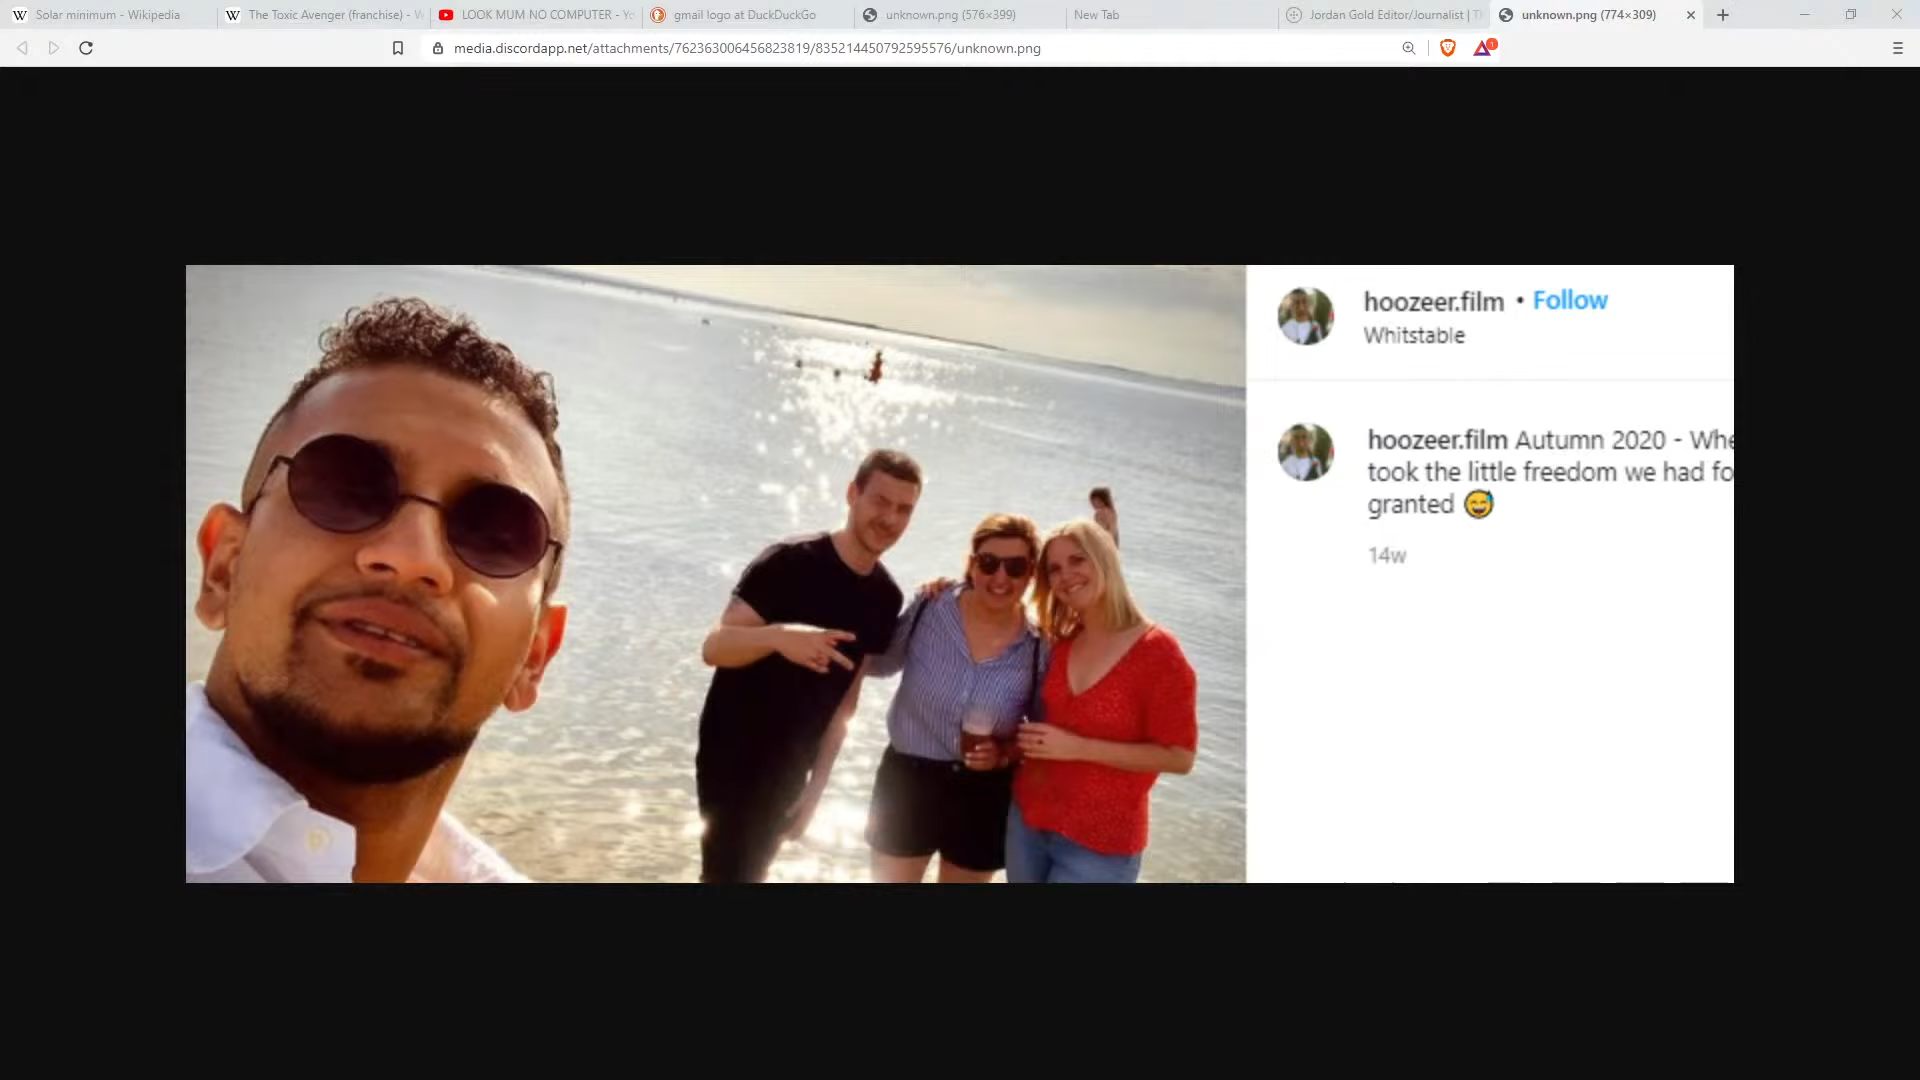 Solar minimum - Wikipedia
The Toxic Avenger (franchise) - W
LOOK MUM NO COMPUTER - Yo
gmail logo at DuckDuckGo
unknown.png (576×399)
New Tab
Jordan Gold Editor/Journalist | T
unknown.png (774×309)
media.discordapp.net/attachments/762363006456823819/835214450792595576/unknown.png
1
hoozeer.film • Follow
Whitstable
hoozeer.film Autumn 2020 - Whe
took the little freedom we had fo
granted 😅
14w